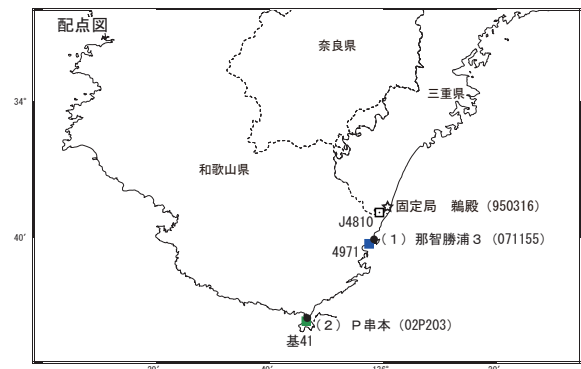 配点図
奈良県
34°
三重県
和歌山県
固定局　鵜殿（950316）
J4810
40'
（1）那智勝浦３（071155）
4971
（2）Ｐ串本（02P203）
基41